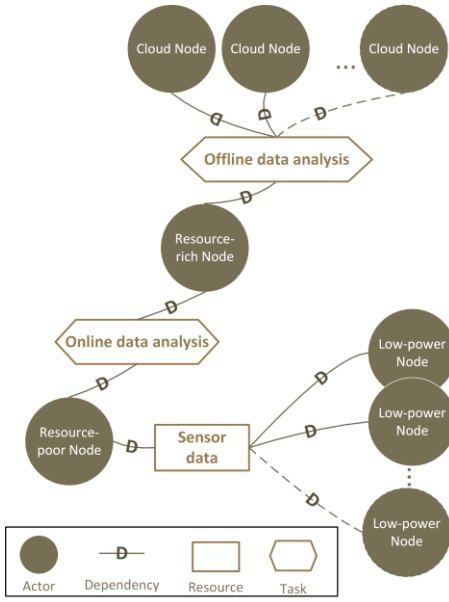 Cloud Node
Cloud Node
...
Cloud Node
D
D
D
Offline data analysis
D
Resource-
rich Node
D
Online data analysis
D
Resource-
poor Node
D
Sensor
data
D
D
D
Low-power
Node
Low-power
Node
Low-power
Node
D
Actor
Dependency
Resource
Task